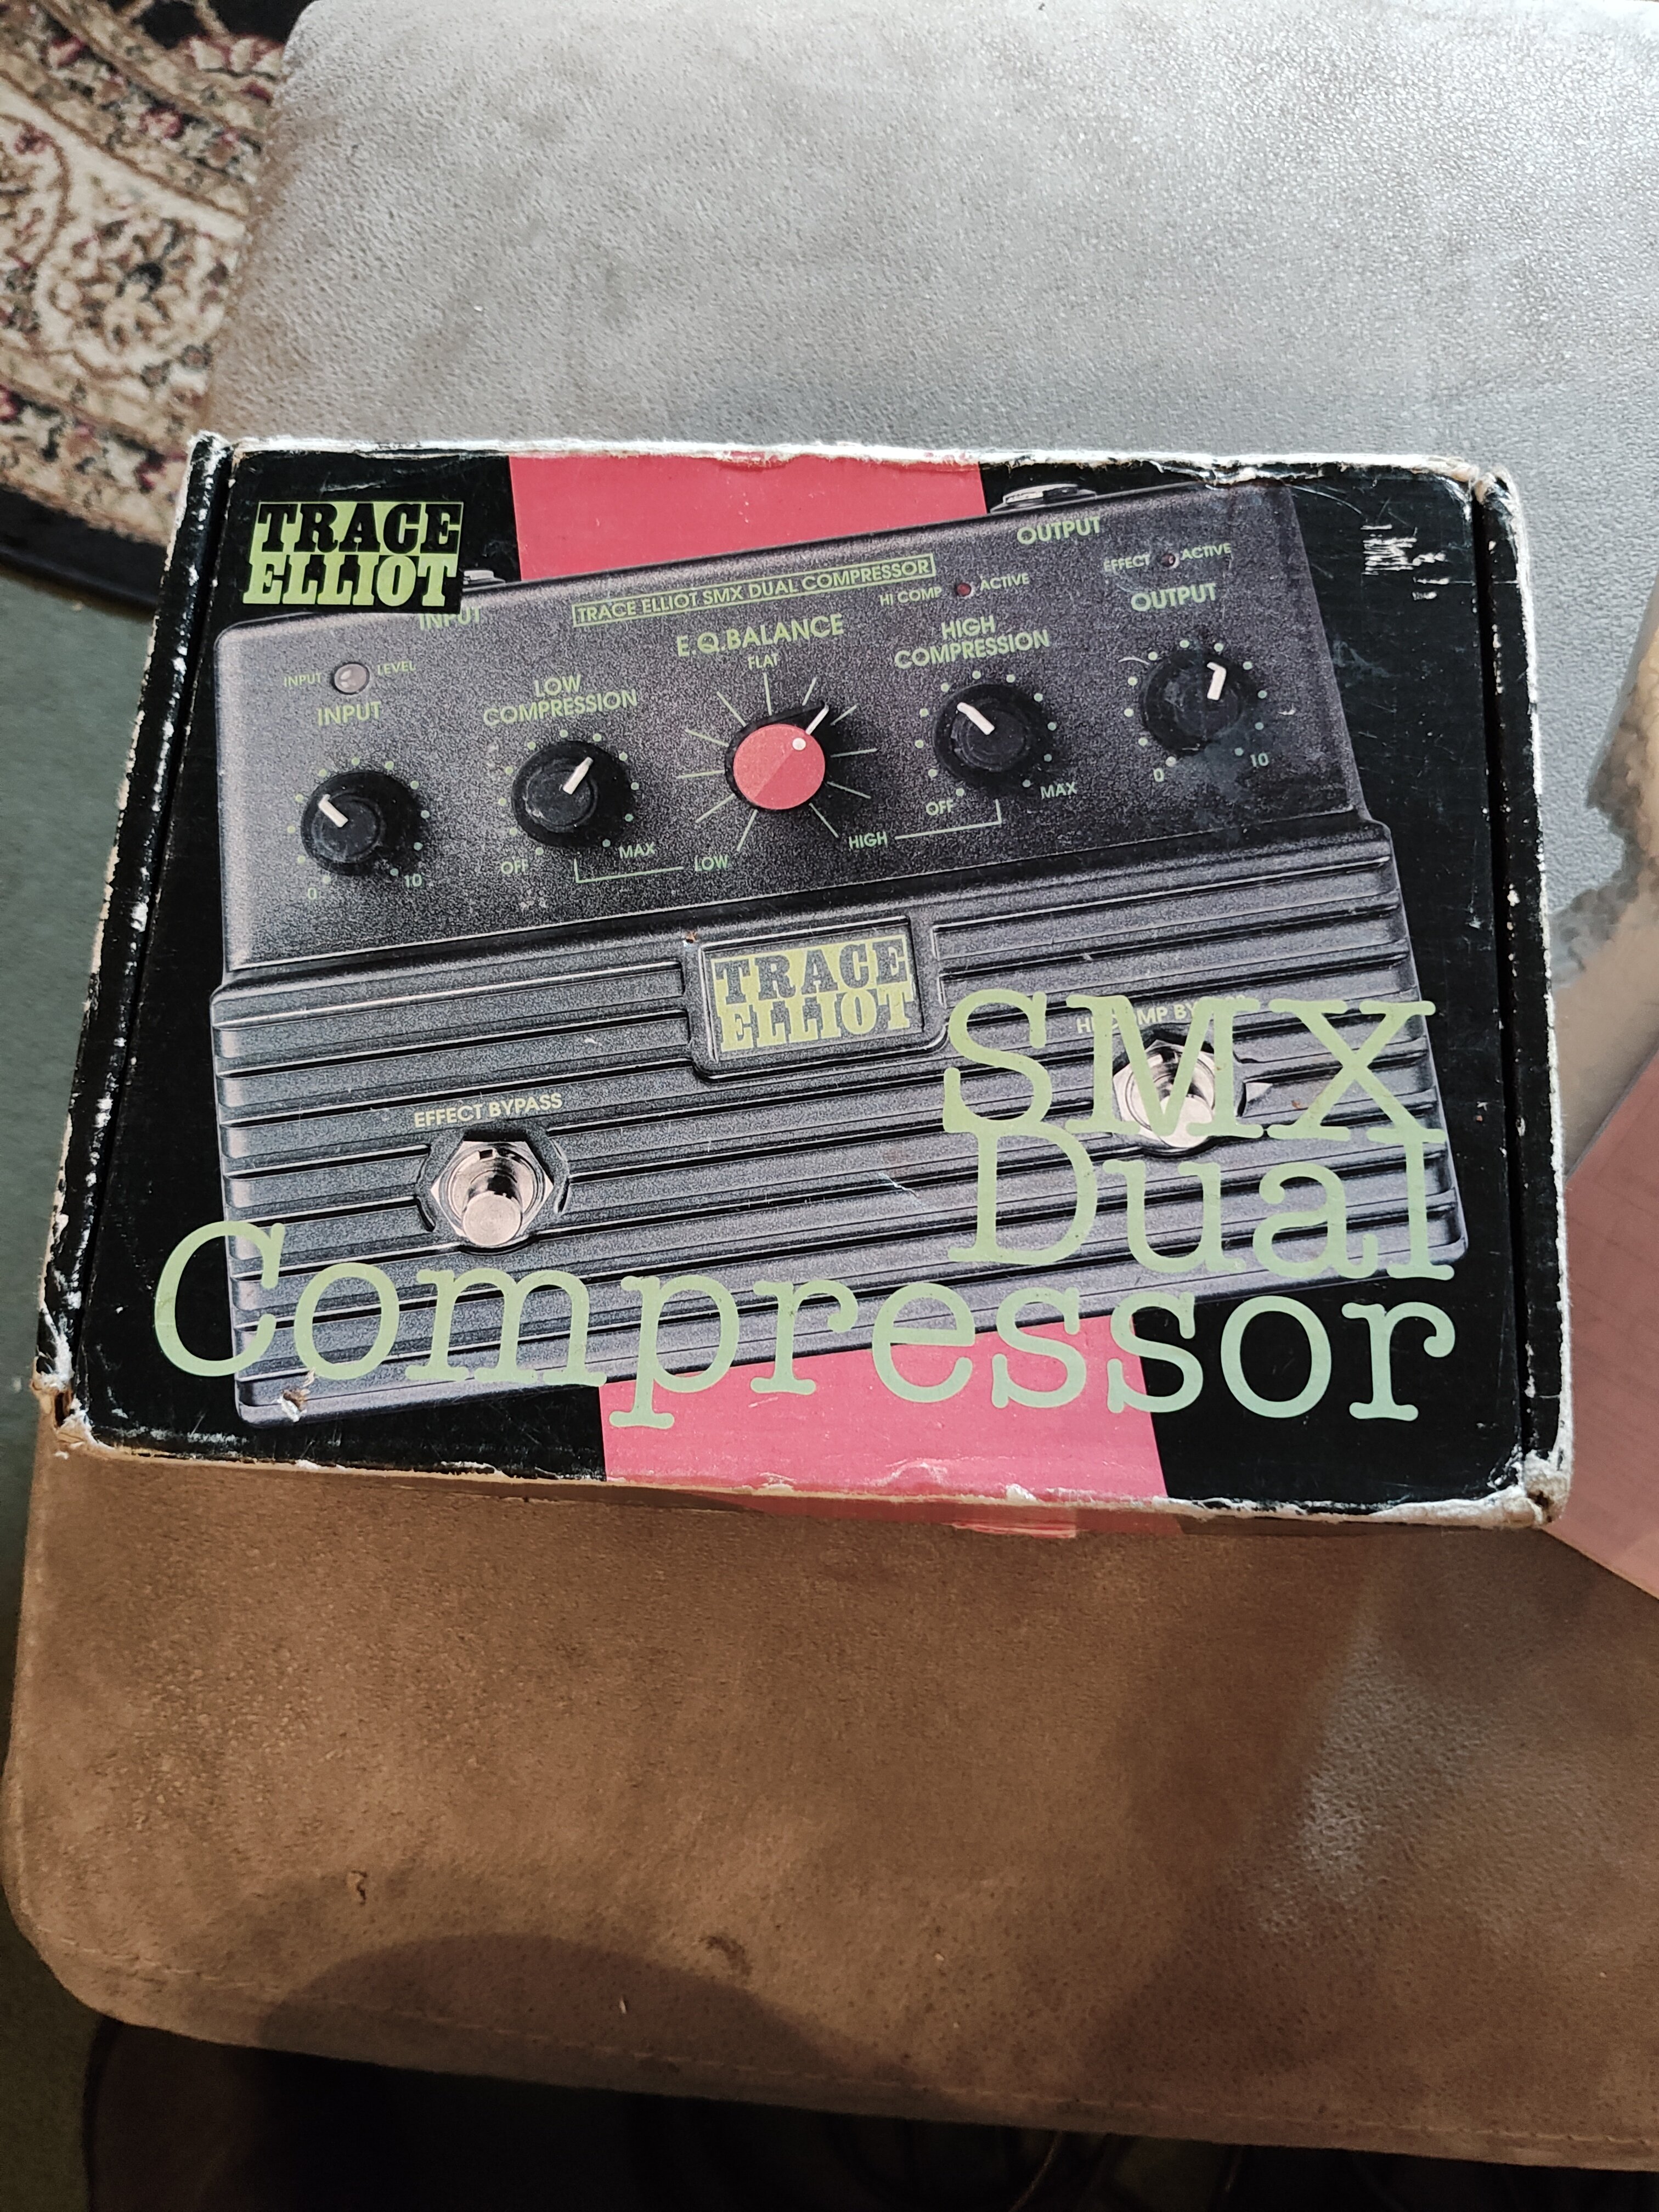 TRACE
ELLIOT
INPUT
TRACE ELLIOT SMX DUAL COMPRESSOR
OUTPUT
INPUT LEVEL
INPUT
0 10
LOW
COMPRESSION
OFF MAX
E.Q.BALANCE
FLAT
LOW HIGH
HI COMP ACTIVE
HIGH
COMPRESSION
OFF MAX
EFFECT ACTIVE
OUTPUT
0 10
TRACE
ELLIOT
EFFECT BYPASS
SMX
Dual
Compressor